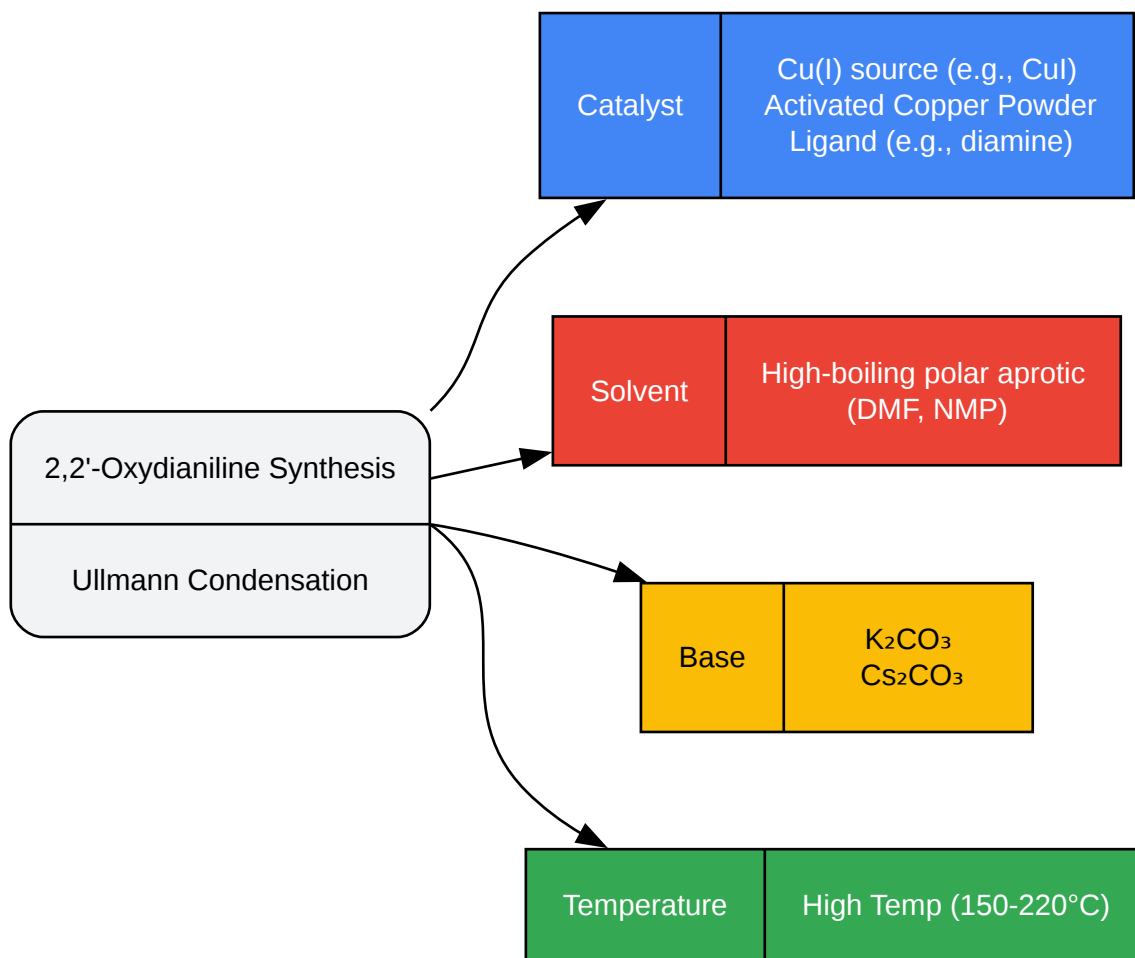 Catalyst
Cu(I) source (e.g., CuI)
Activated Copper Powder
Ligand (e.g., diamine)
Solvent
High-boiling polar aprotic
(DMF, NMP)
2,2'-Oxydianiline Synthesis
Ullmann Condensation
Base
K₂CO₃
Cs₂CO₃
Temperature
High Temp (150-220°C)